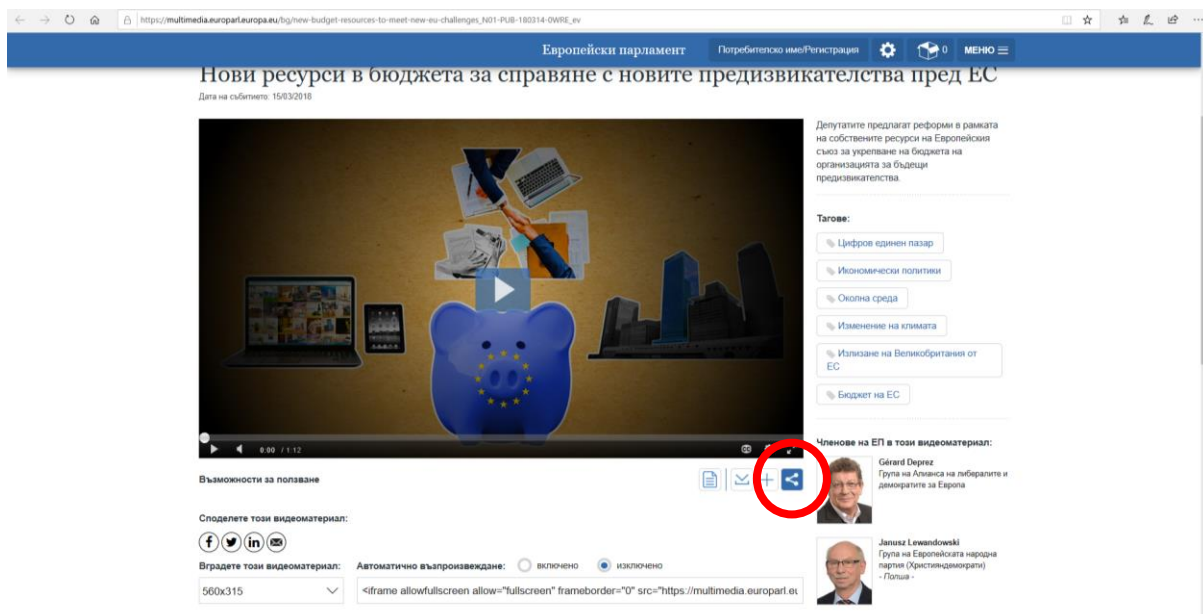 https://multimedia.europarl.europa.eu/bg/new-budget-resources-to-meet-new-eu-challenges_N01-PUB-180314-0WRE_ev
Европейски парламент
Потребителско име/Регистрация
0
МЕНЮ
Нови ресурси в бюджета за справяне с новите предизвикателства пред ЕС
Дата на събитието: 15/03/2018
Депутатите предлагат реформи в рамката
на собствените ресурси на Европейския
съюз за укрепване на бюджета на
организацията за бъдещи
предизвикателства.
Тагове:
Цифров единен пазар
Икономически политики
Околна среда
Изменение на климата
Излизане на Великобритания от
ЕС
Бюджет на ЕС
0:00 / 1:12
Членове на ЕП в този видеоматериал:
Gérard Deprez
Група на Алианса на либералите и
демократите за Европа
Janusz Lewandowski
Група на Европейската народна
партия (Християндемократи)
- Полша -
Възможности за ползване
Споделете този видеоматериал:
Вградете този видеоматериал:
Автоматично възпроизвеждане:
включено
изключено
560x315
<iframe allowfullscreen allow="fullscreen" frameborder="0" src="https://multimedia.europarl.eu